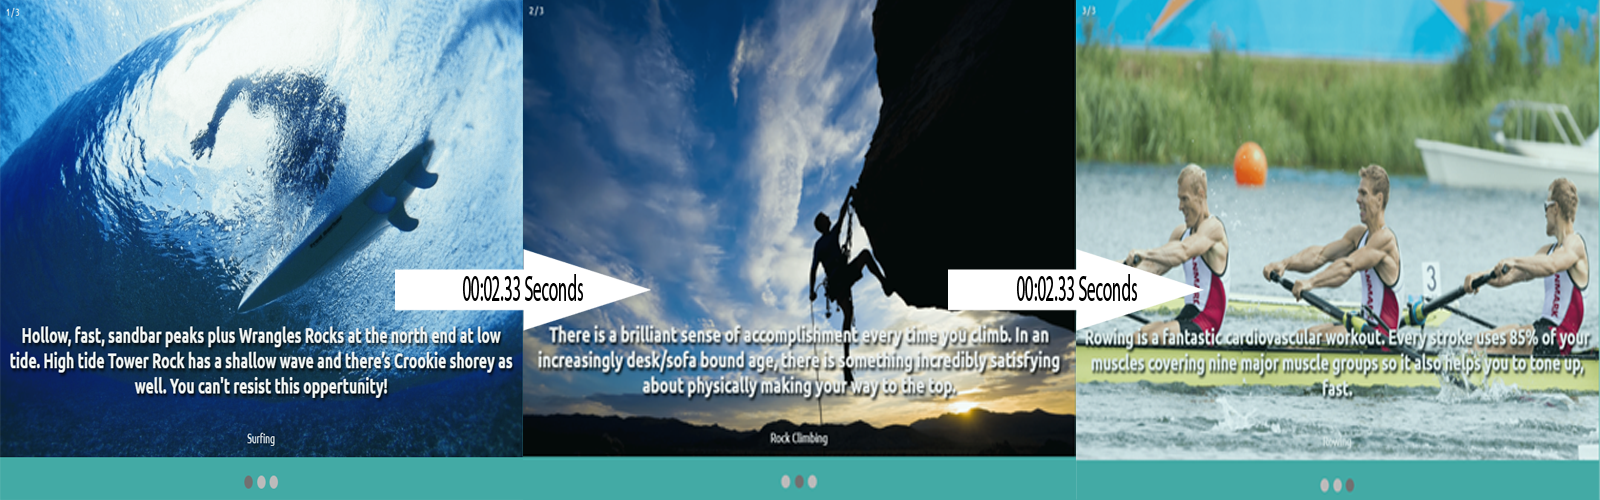 1/3
Hollow, fast, sandbar peaks plus Wrangles Rocks at the north end at low
tide. High tide Tower Rock has a shallow wave and there's Crookie shorey as
well. You can't resist this oppertunity!
Surfing
00:02.33 Seconds
2/3
There is a brilliant sense of accomplishment every time you climb. In an
increasingly desk/sofa bound age, there is something incredibly satisfying
about physically making your way to the top.
Rock Climbing
00:02.33 Seconds
3/3
3
Rowing is a fantastic cardiovascular workout. Every stroke uses 85% of your
muscles covering nine major muscle groups so it also helps you to tone up,
fast.
Rowing